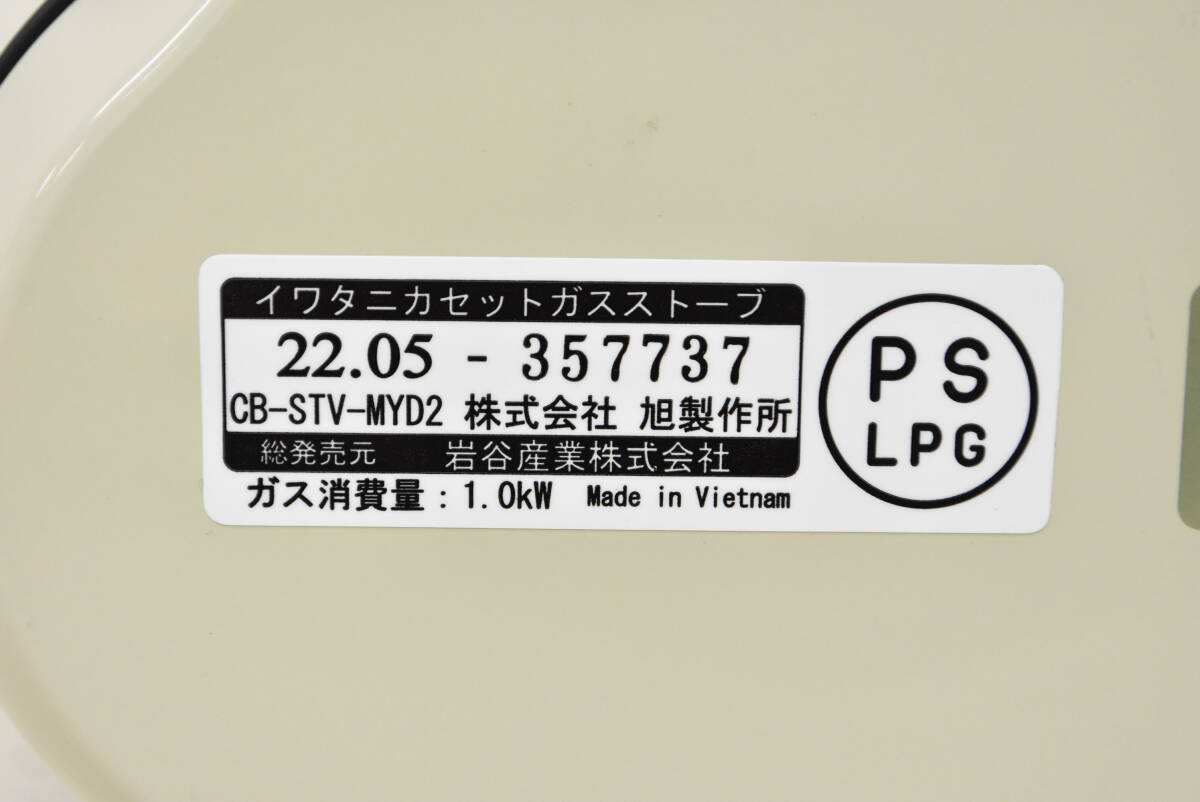 イワタニカセットガスストーブ
22.05 - 357737
CB-STV-MYD2 株式会社 旭製作所
総発売元 岩谷産業株式会社
ガス消費量：1.0kW Made in Vietnam
PS
LPG